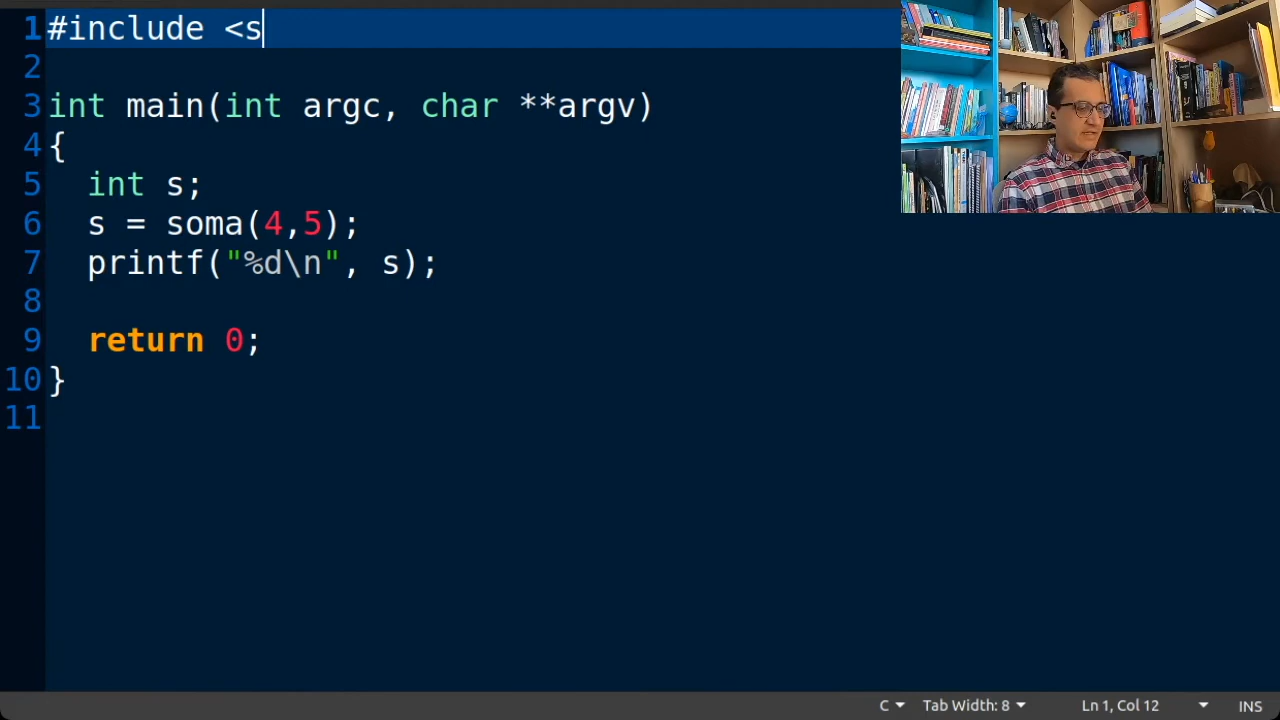 1 #include <s
2
3 int main(int argc, char **argv)
4 {
5   int s;
6   s = soma(4,5);
7   printf("%d\n", s);
8
9   return 0;
10 }
11
C Tab Width: 8 Ln 1, Col 12 INS